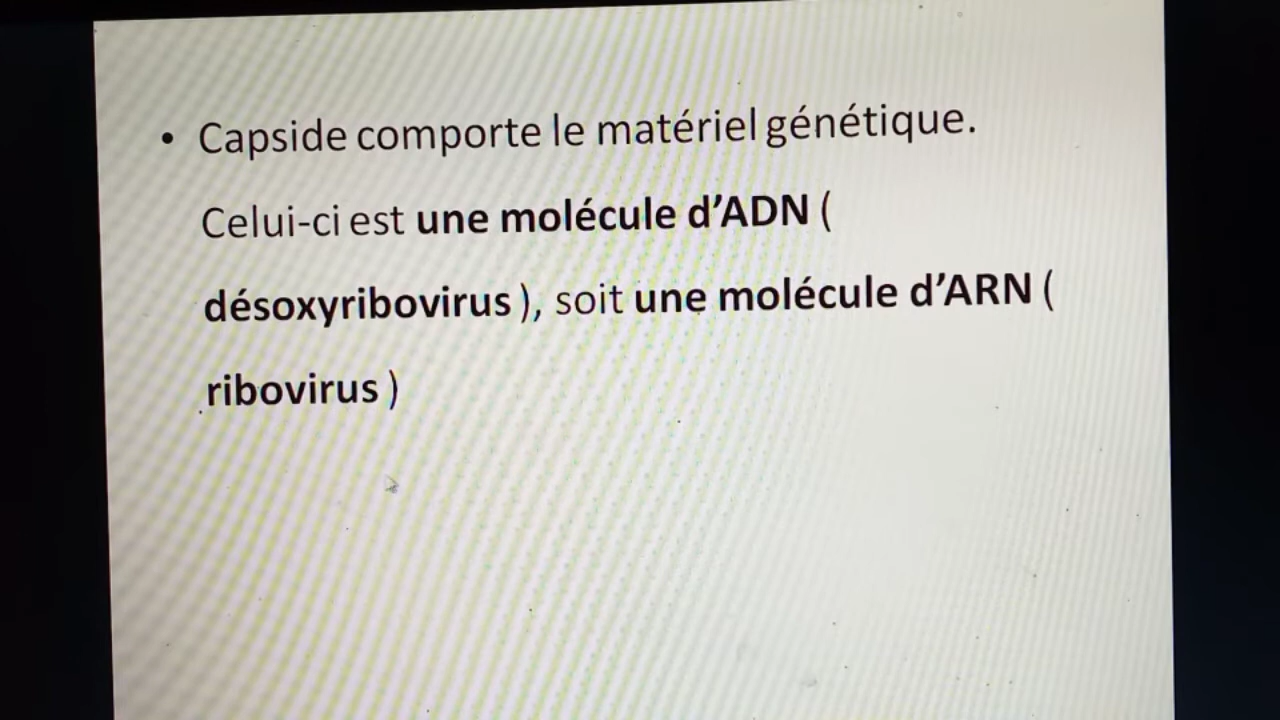 • Capside comporte le matériel génétique.
Celui-ci est une molécule d’ADN (
désoxyribovirus ), soit une molécule d’ARN (
ribovirus )